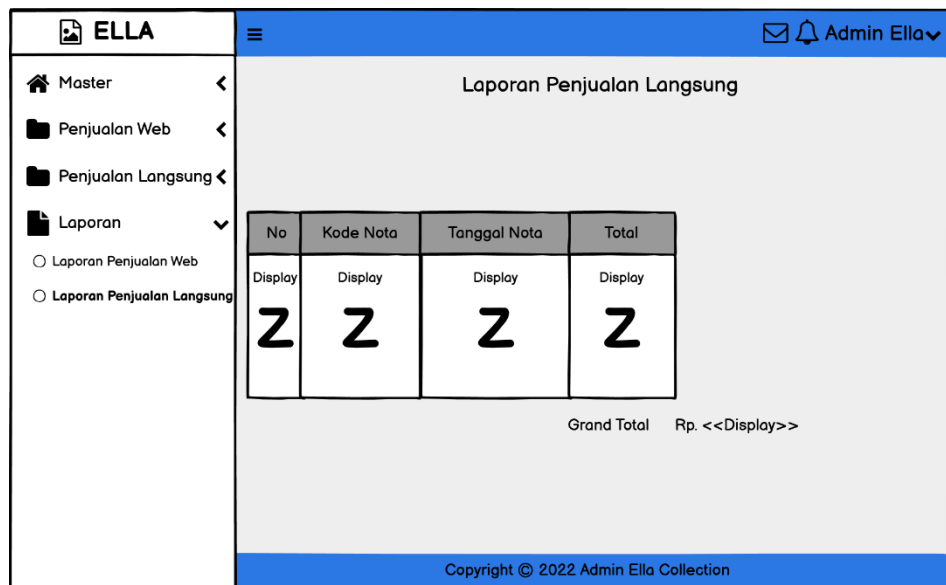 ELLA
Admin Ella
Master
Penjualan Web
Penjualan Langsung
Laporan
Laporan Penjualan Web
Laporan Penjualan Langsung
Laporan Penjualan Langsung
No Kode Nota Tanggal Nota Total
Display Display Display Display
Z Z Z Z
Grand Total Rp. <<Display>>
Copyright © 2022 Admin Ella Collection